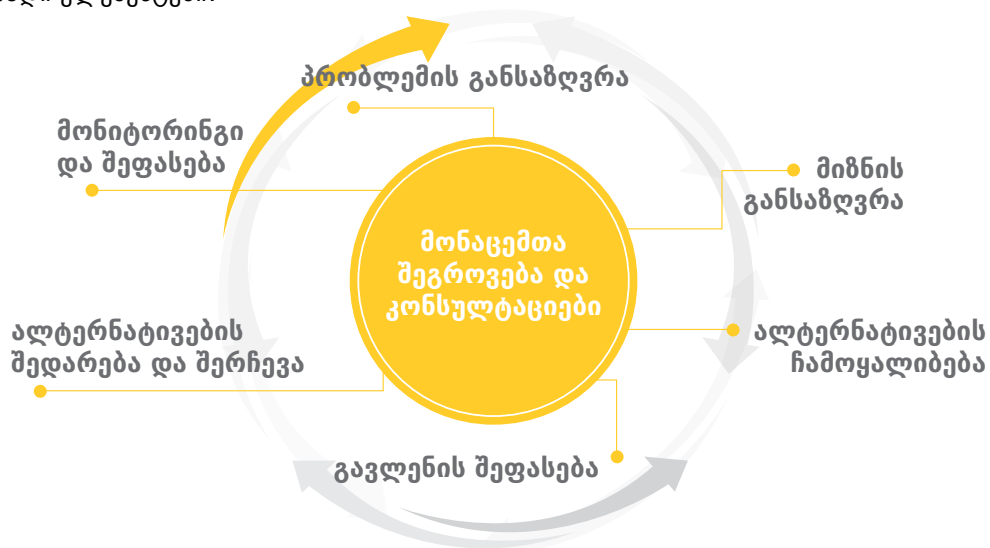 პრობლემის განსაზღვრა
მონიტორინგი
და შეფასება
მიზნის
განსაზღვრა
მონაცემთა
შეგროვება და
კონსულტაციები
ალტერნატივების
ჩამოყალიბება
ალტერნატივების
შედარება და შერჩევა
გავლენის შეფასება